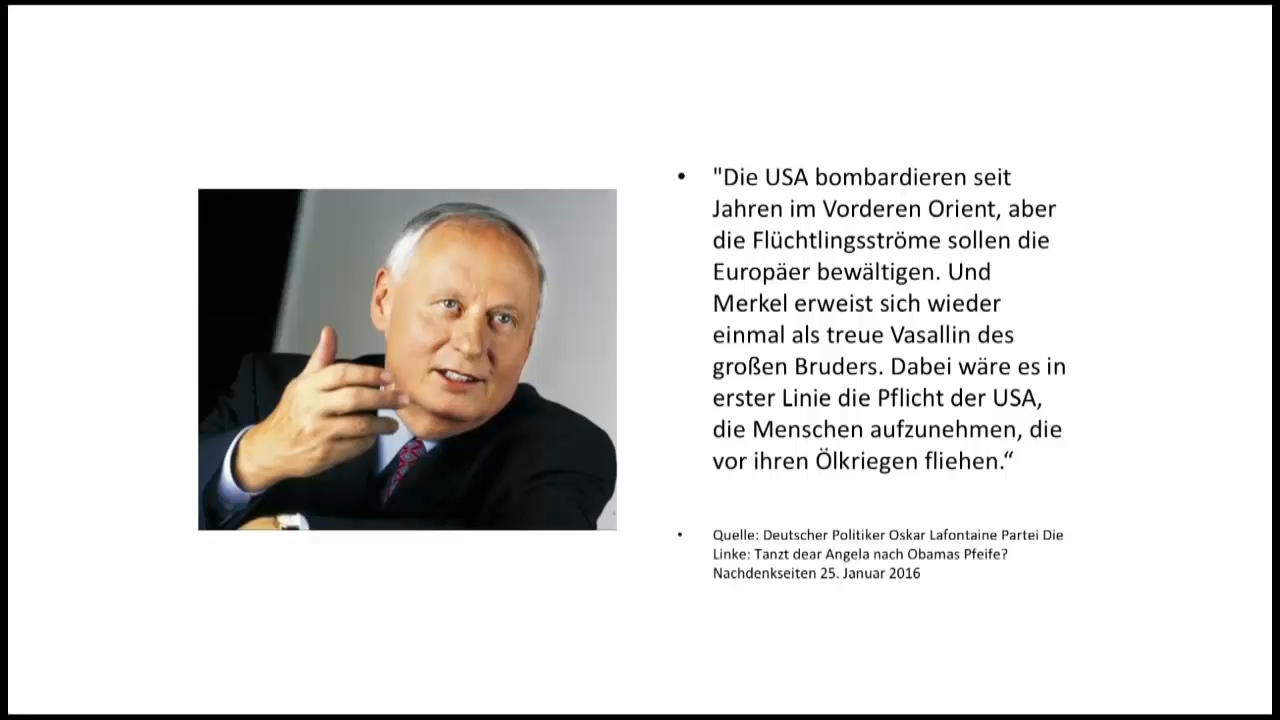 • "Die USA bombardieren seit
Jahren im Vorderen Orient, aber
die Flüchtlingsströme sollen die
Europäer bewältigen. Und
Merkel erweist sich wieder
einmal als treue Vasallin des
großen Bruders. Dabei wäre es in
erster Linie die Pflicht der USA,
die Menschen aufzunehmen, die
vor ihren Ölkriegen fliehen.“
• Quelle: Deutscher Politiker Oskar Lafontaine Partei Die
Linke: Tanzt dear Angela nach Obamas Pfeife?
Nachdenkseiten 25. Januar 2016